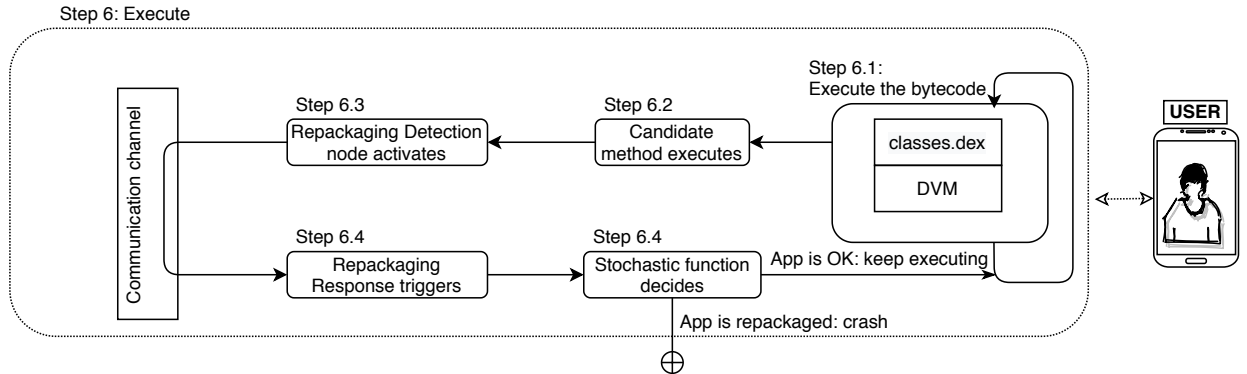 Step 6: Execute
Step 6.1:
Execute the bytecode
classes.dex
DVM
Step 6.2
Candidate
method executes
Step 6.3
Repackaging Detection
node activates
Communication channel
Step 6.4
Repackaging
Response triggers
Step 6.4
Stochastic function
decides
App is OK: keep executing
App is repackaged: crash
USER